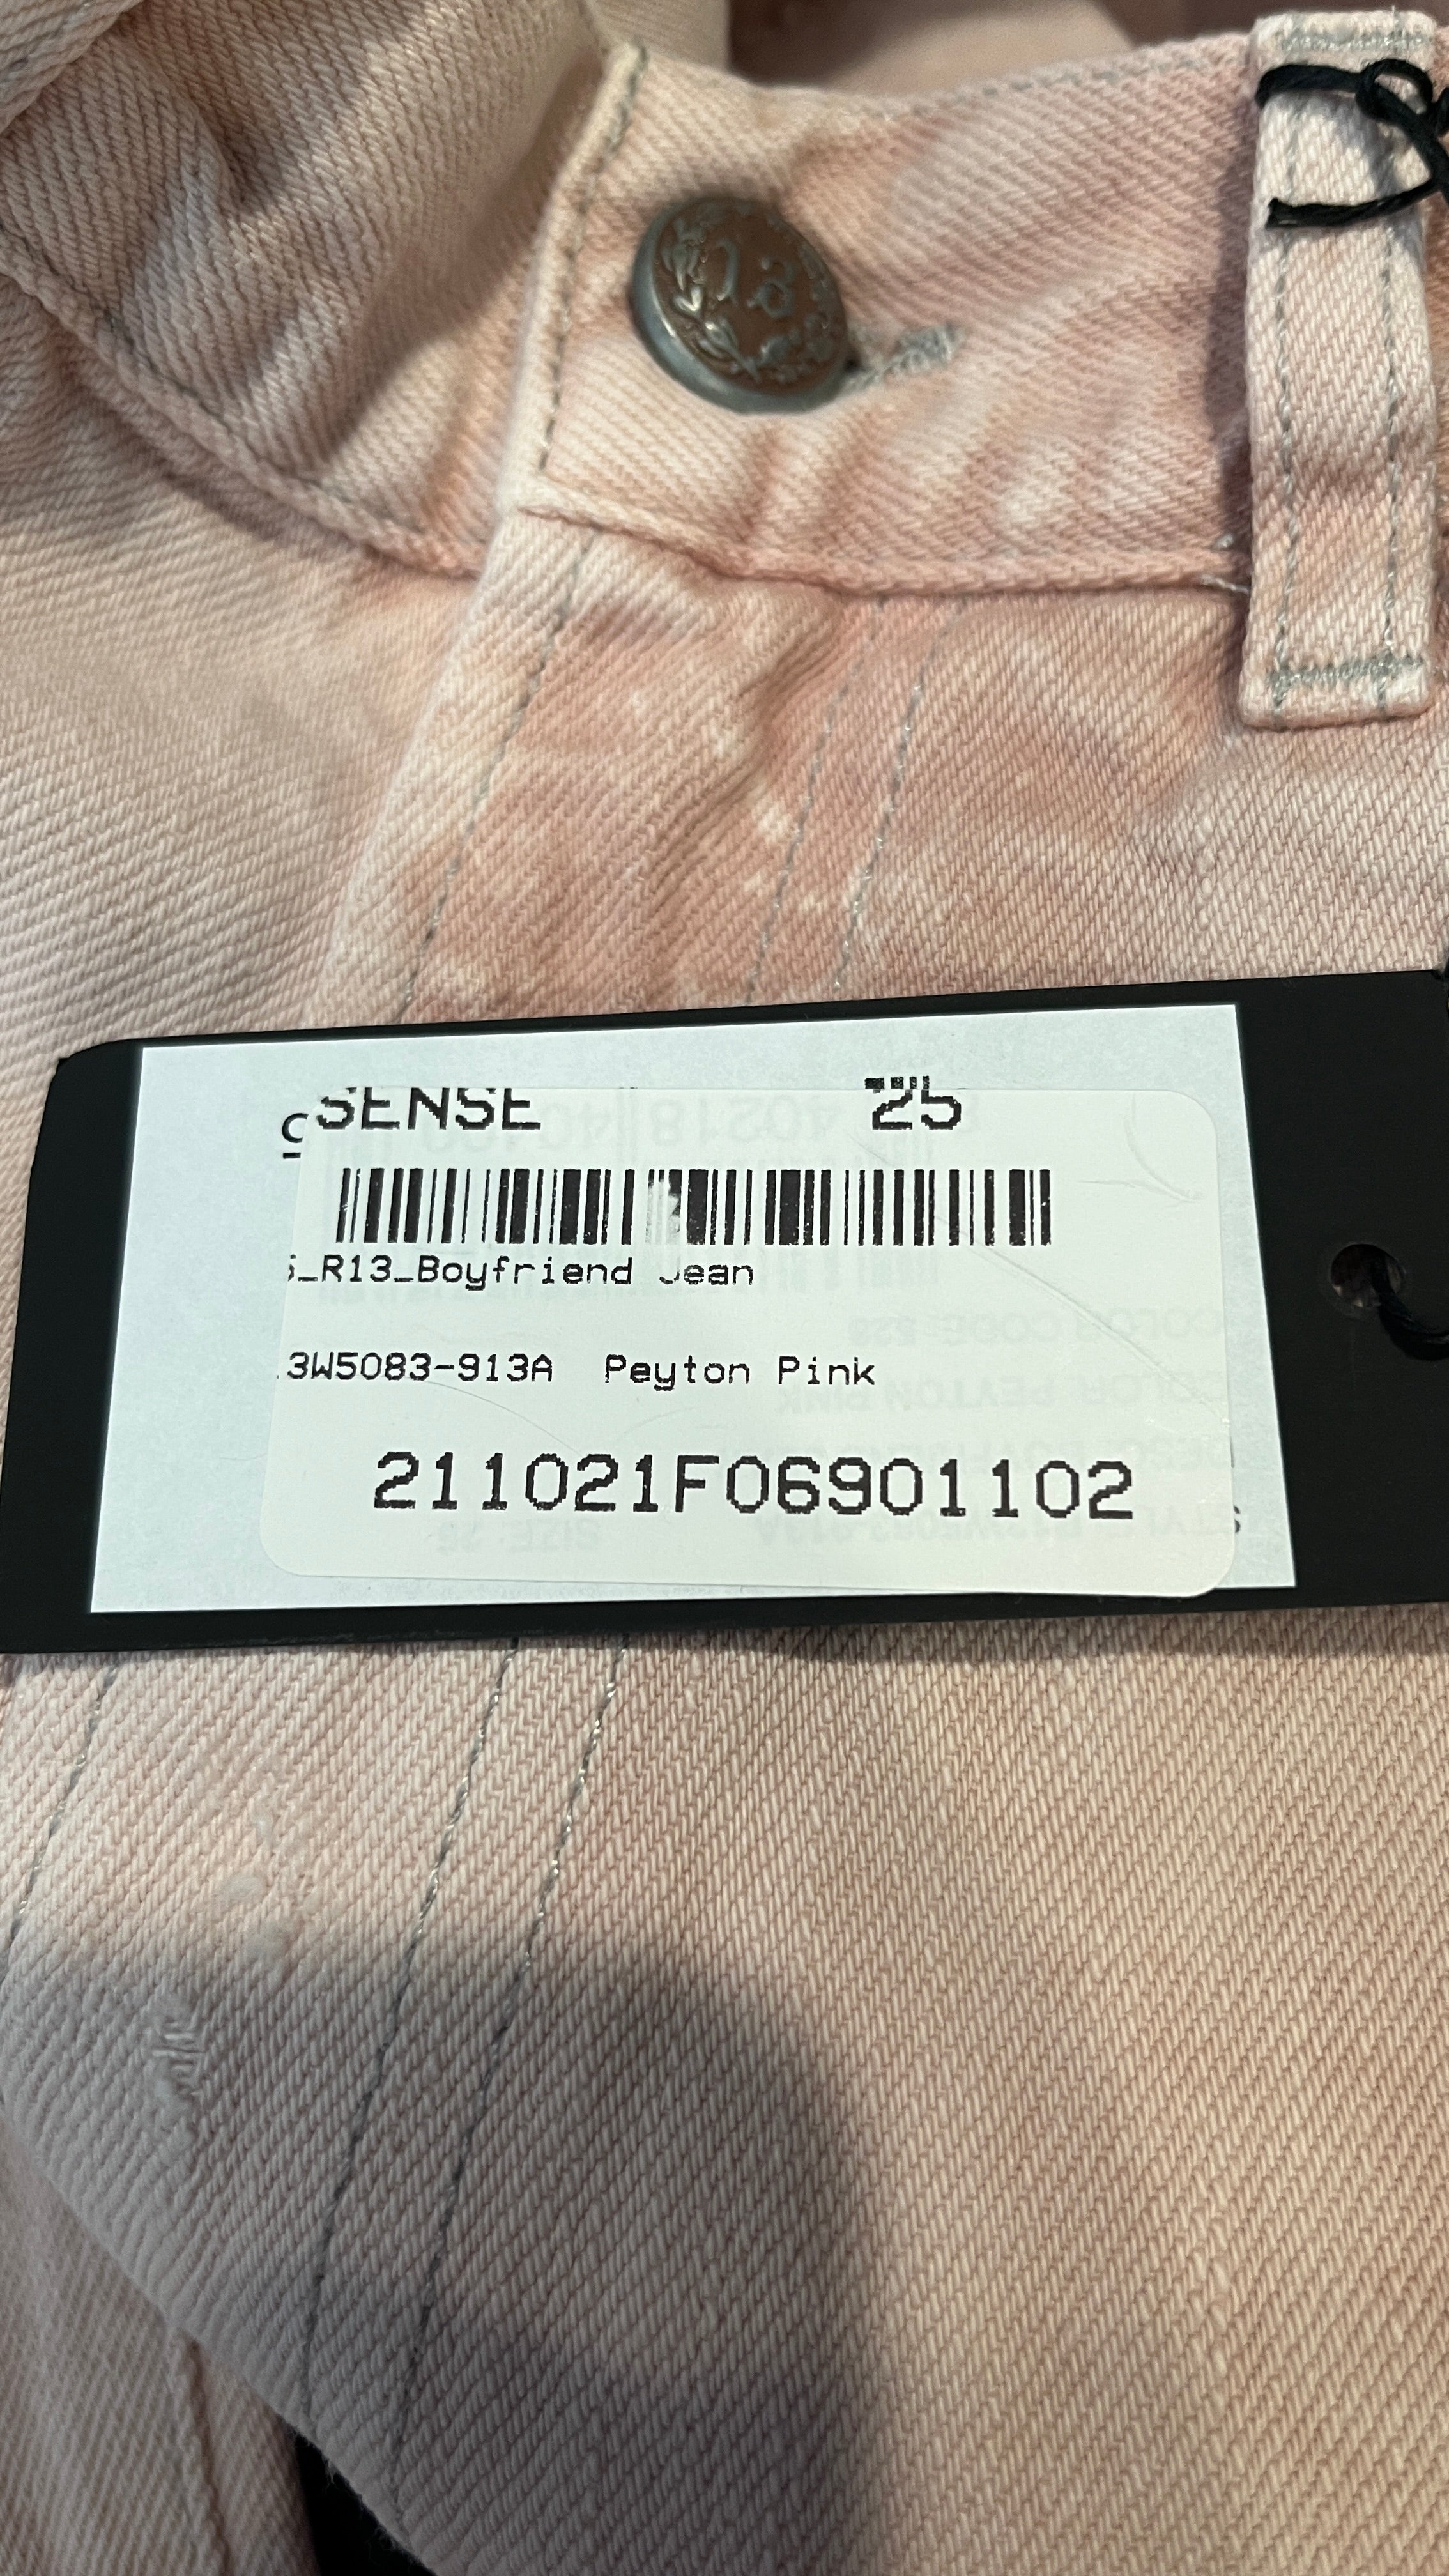 SENSE 25
_R13_Boyfriend Jean
3W5083-913A Peyton Pink
211021F06901102